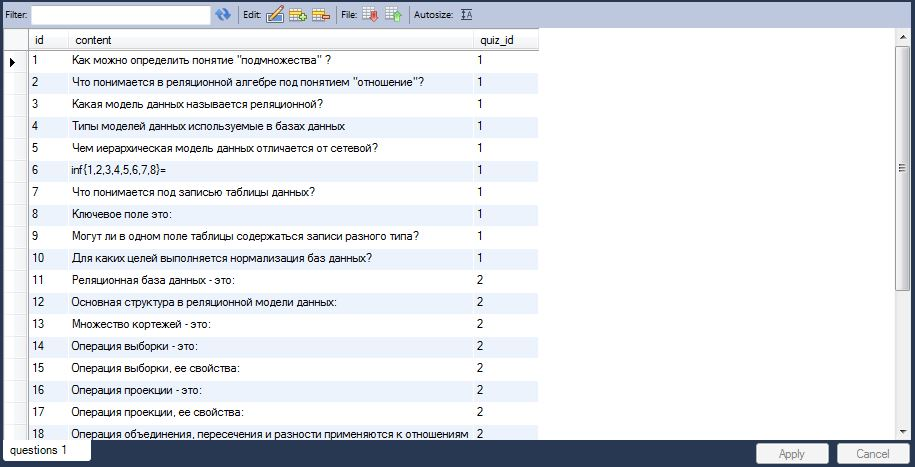 Filter: Edit: File: Autosize:
id content quiz_id
1 Как можно определить понятие "подмножества" ? 1
2 Что понимается в реляционной алгебре под понятием "отношение"? 1
3 Какая модель данных называется реляционной? 1
4 Типы моделей данных используемые в базах данных 1
5 Чем иерархическая модель данных отличается от сетевой? 1
6 inf{1,2,3,4,5,6,7,8}= 1
7 Что понимается под записью таблицы данных? 1
8 Ключевое поле это: 1
9 Могут ли в одном поле таблицы содержаться записи разного типа? 1
10 Для каких целей выполняется нормализация баз данных? 1
11 Реляционная база данных - это: 2
12 Основная структура в реляционной модели данных: 2
13 Множество кортежей - это: 2
14 Операция выборки - это: 2
15 Операция выборки, ее свойства: 2
16 Операция проекции - это: 2
17 Операция проекции, ее свойства: 2
18 Операция объединения, пересечения и разности применяются к отношениям 2
questions 1
Apply Cancel